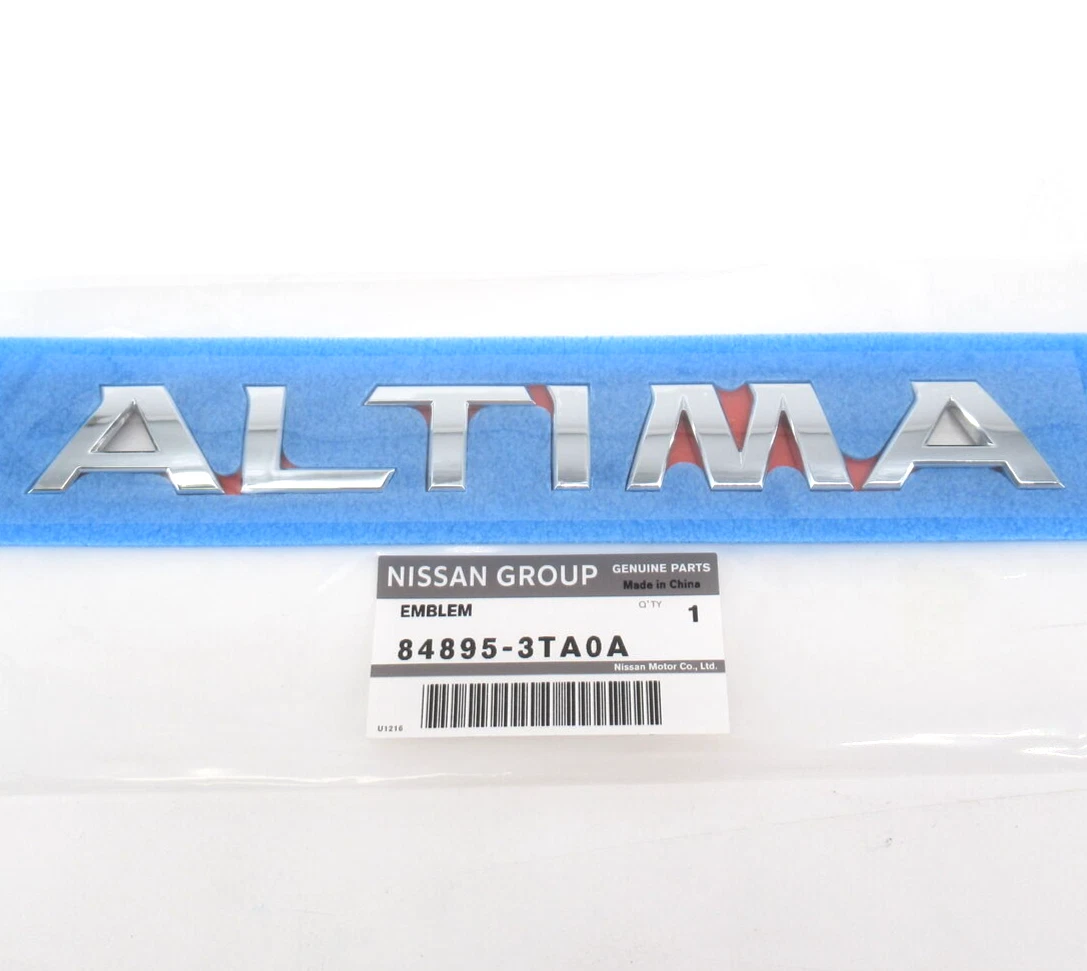 ALTIMA
NISSAN GROUP GENUINE PARTS
Made in China
EMBLEM Q'TY 1
84895-3TA0A
Nissan Motor Co., Ltd.
U1216